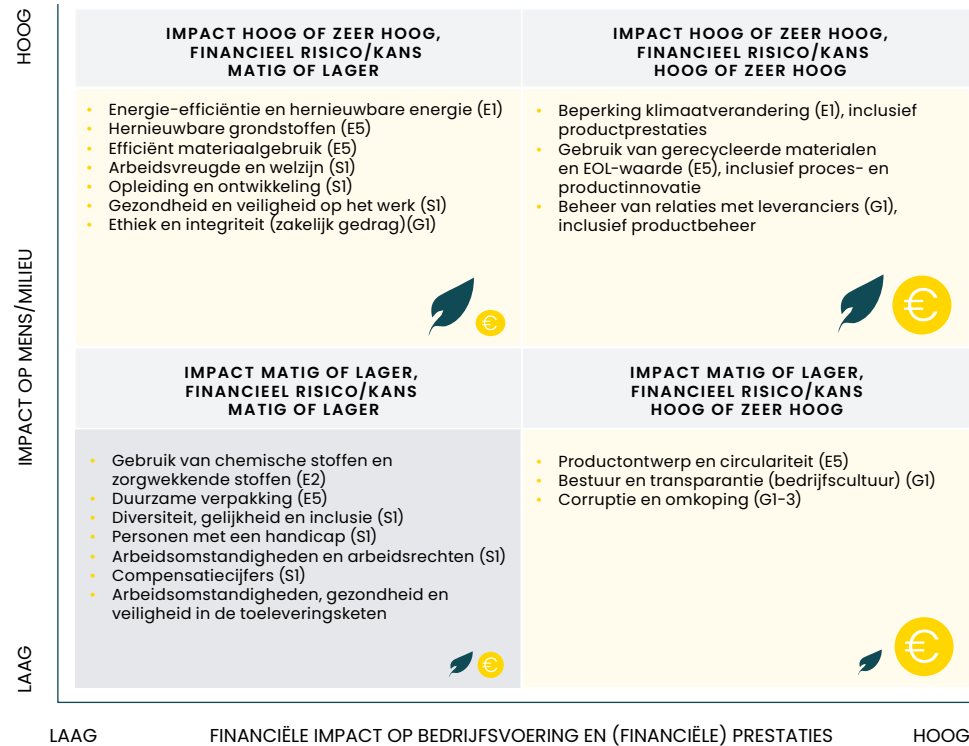 HOOG
IMPACT OP MENS/MILIEU
LAAG
IMPACT HOOG OF ZEER HOOG,
FINANCIEEL RISICO/KANS
MATIG OF LAGER
• Energie-efficiëntie en hernieuwbare energie (E1)
• Hernieuwbare grondstoffen (E5)
• Efficiënt materiaalgebruik (E5)
• Arbeidsvreugde en welzijn (S1)
• Opleiding en ontwikkeling (S1)
• Gezondheid en veiligheid op het werk (S1)
• Ethiek en integriteit (zakelijk gedrag)(G1)
€
IMPACT HOOG OF ZEER HOOG,
FINANCIEEL RISICO/KANS
HOOG OF ZEER HOOG
• Beperking klimaatverandering (E1), inclusief
productprestaties
• Gebruik van gerecycleerde materialen
en EOL-waarde (E5), inclusief proces- en
productinnovatie
• Beheer van relaties met leveranciers (G1),
inclusief productbeheer
€
IMPACT MATIG OF LAGER,
FINANCIEEL RISICO/KANS
MATIG OF LAGER
• Gebruik van chemische stoffen en
zorgwekkende stoffen (E2)
• Duurzame verpakking (E5)
• Diversiteit, gelijkheid en inclusie (S1)
• Personen met een handicap (S1)
• Arbeidsomstandigheden en arbeidsrechten (S1)
• Compensatiecijfers (S1)
• Arbeidsomstandigheden, gezondheid en
veiligheid in de toeleveringsketen
€
IMPACT MATIG OF LAGER,
FINANCIEEL RISICO/KANS
HOOG OF ZEER HOOG
• Productontwerp en circulariteit (E5)
• Bestuur en transparantie (bedrijfscultuur) (G1)
• Corruptie en omkoping (G1-3)
€
LAAG
FINANCIËLE IMPACT OP BEDRIJFSVOERING EN (FINANCIËLE) PRESTATIES
HOOG